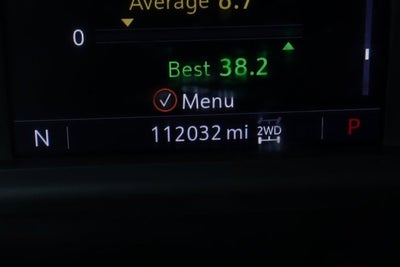 Average 8.7
0
Best 38.2
Menu
N 112032 mi 2WD P